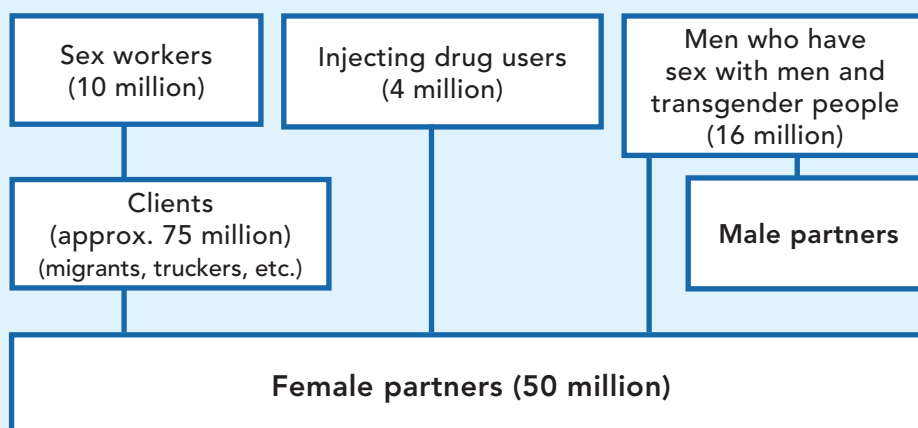 Sex workers
(10 million)
Injecting drug users
(4 million)
Men who have
sex with men and
transgender people
(16 million)
Clients
(approx. 75 million)
(migrants, truckers, etc.)
Male partners
Female partners (50 million)